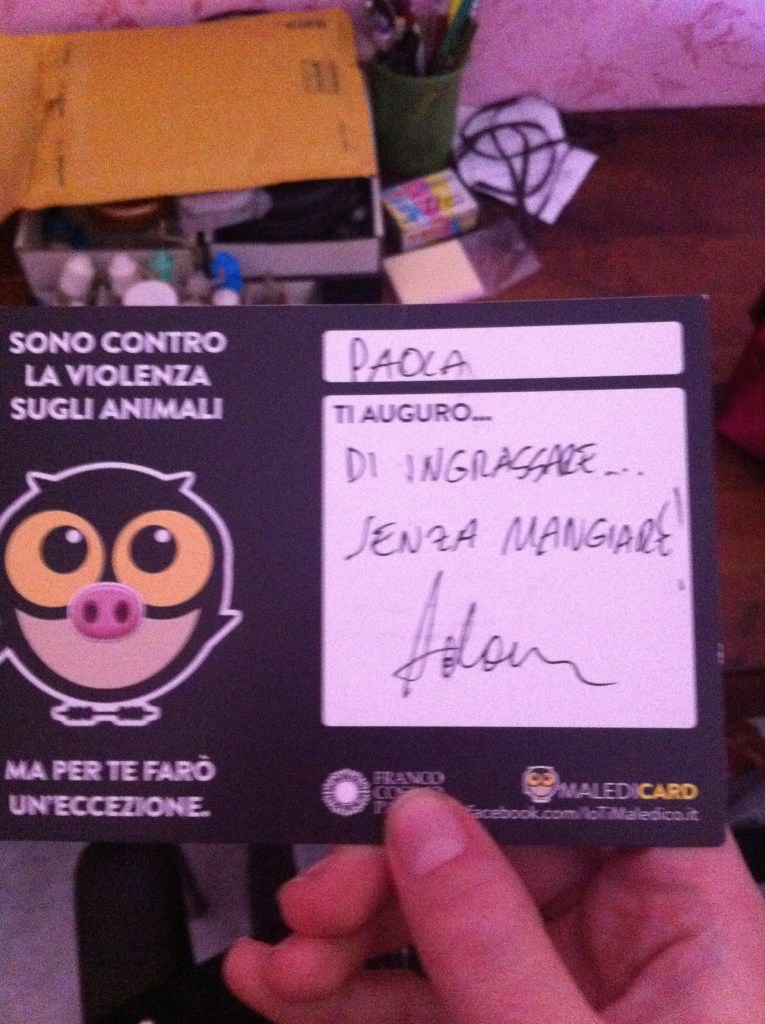 SONO CONTRO
LA VIOLENZA
SUGLI ANIMALI
MA PER TE FARÒ
UN'ECCEZIONE.
PAOLA
TI AUGURO...
DI INGRASSARE....
SENZA MANGIARE!
FRANCO
MALEDICARD
facebook.com/IoTiMaledico.it